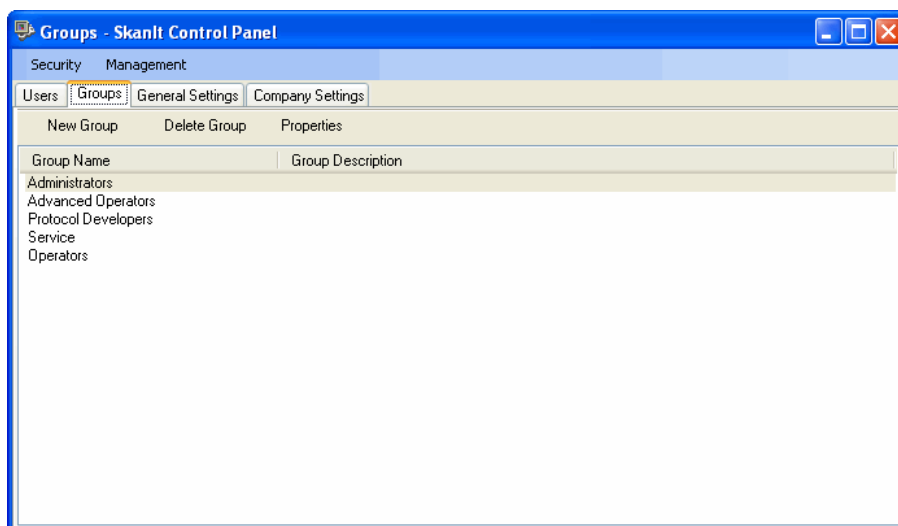 Groups - SkanIt Control Panel
Security Management
Users Groups General Settings Company Settings
New Group Delete Group Properties
Group Name Group Description
Administrators
Advanced Operators
Protocol Developers
Service
Operators